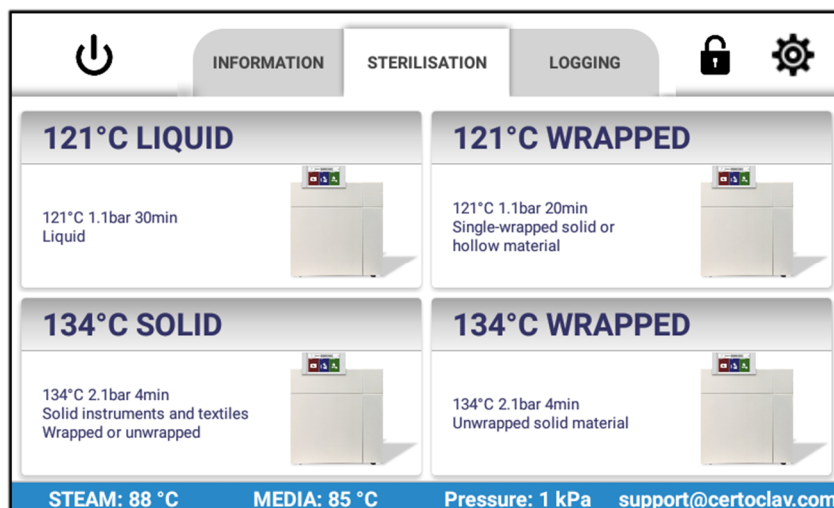 INFORMATION STERILISATION LOGGING
121°C LIQUID
121°C 1.1bar 30min
Liquid
121°C WRAPPED
121°C 1.1bar 20min
Single-wrapped solid or
hollow material
134°C SOLID
134°C 2.1bar 4min
Solid instruments and textiles
Wrapped or unwrapped
134°C WRAPPED
134°C 2.1bar 4min
Unwrapped solid material
STEAM: 88 °C MEDIA: 85 °C Pressure: 1 kPa support@certoclav.com